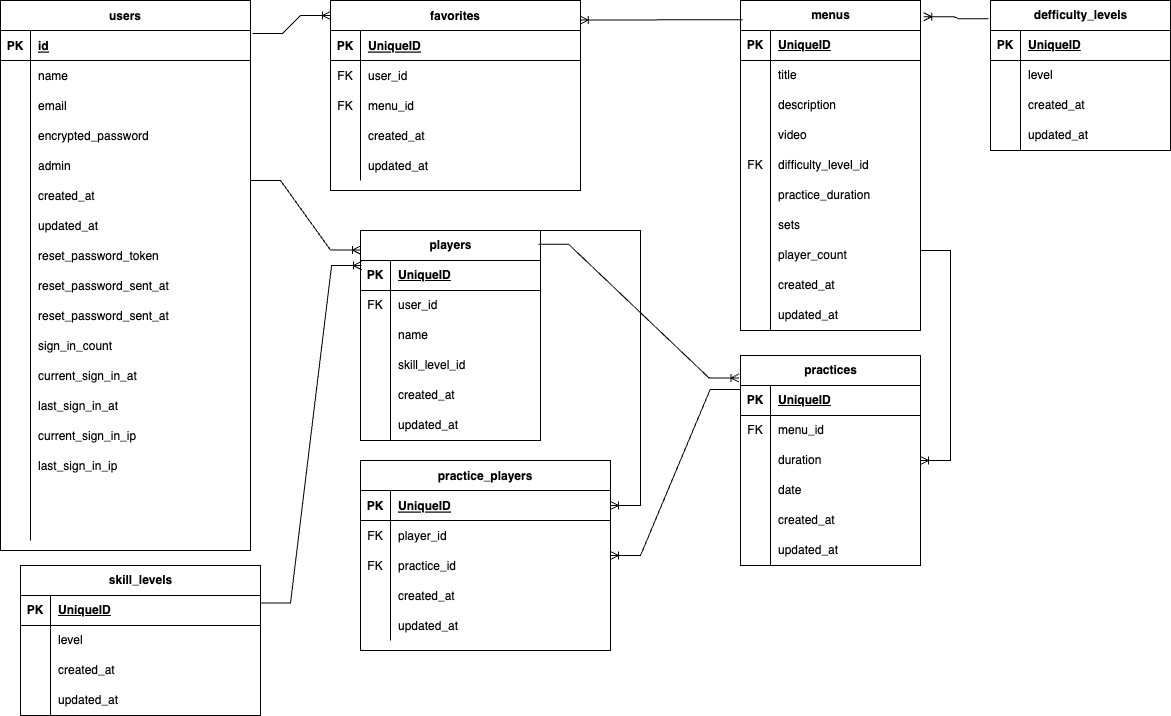 users
PK id
name
email
encrypted_password
admin
created_at
updated_at
reset_password_token
reset_password_sent_at
reset_password_sent_at
sign_in_count
current_sign_in_at
last_sign_in_at
current_sign_in_ip
last_sign_in_ip
favorites
PK UniqueID
FK user_id
FK menu_id
created_at
updated_at
menus
PK UniqueID
title
description
video
FK difficulty_level_id
practice_duration
sets
player_count
created_at
updated_at
defficulty_levels
PK UniqueID
level
created_at
updated_at
players
PK UniqueID
FK user_id
name
skill_level_id
created_at
updated_at
practices
PK UniqueID
FK menu_id
duration
date
created_at
updated_at
practice_players
PK UniqueID
FK player_id
FK practice_id
created_at
updated_at
skill_levels
PK UniqueID
level
created_at
updated_at